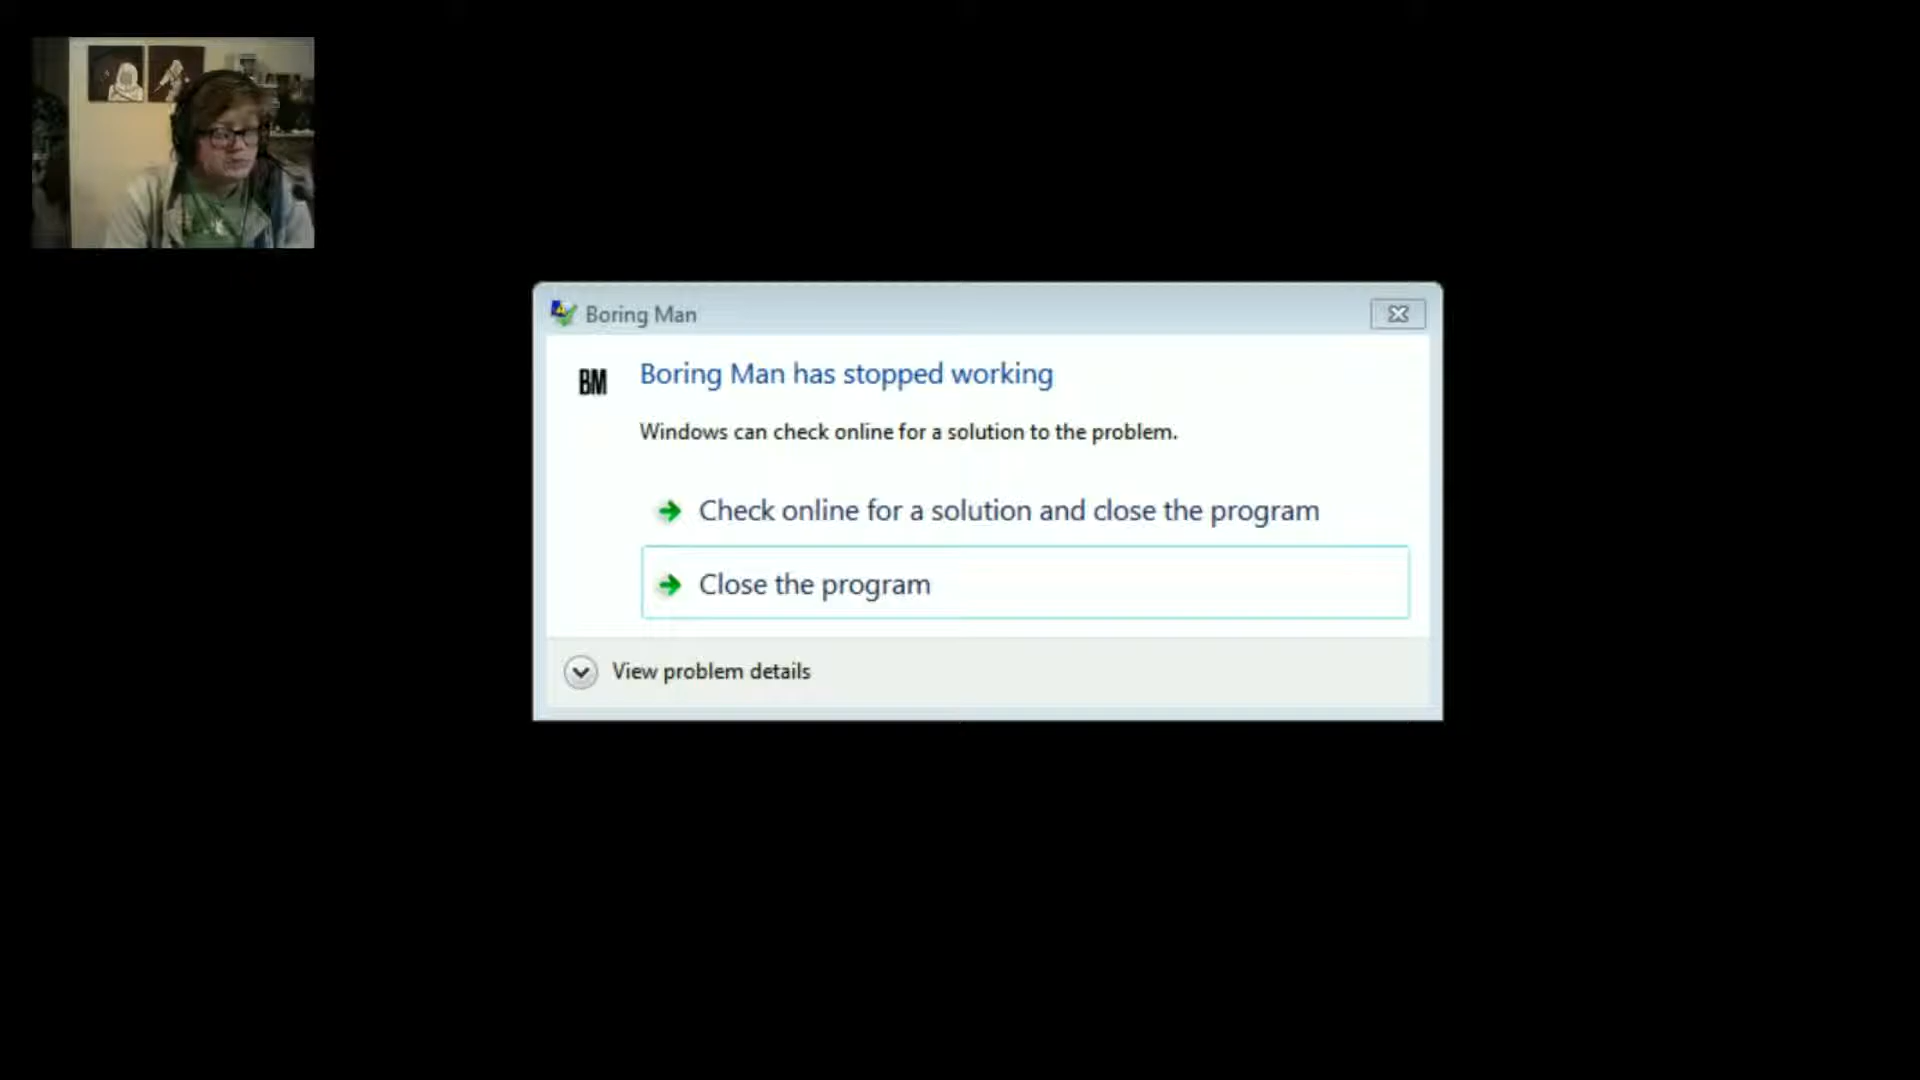 Boring Man
BM
Boring Man has stopped working
Windows can check online for a solution to the problem.
Check online for a solution and close the program
Close the program
View problem details